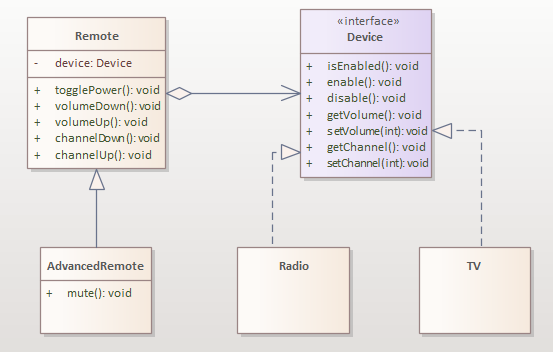 Remote
- device: Device
+ togglePower(): void
+ volumeDown(): void
+ volumeUp(): void
+ channelDown(): void
+ channelUp(): void
«interface»
Device
+ isEnabled(): void
+ enable(): void
+ disable(): void
+ getVolume(): void
+ setVolume(int): void
+ getChannel(): void
+ setChannel(int): void
AdvancedRemote
+ mute(): void
Radio
TV